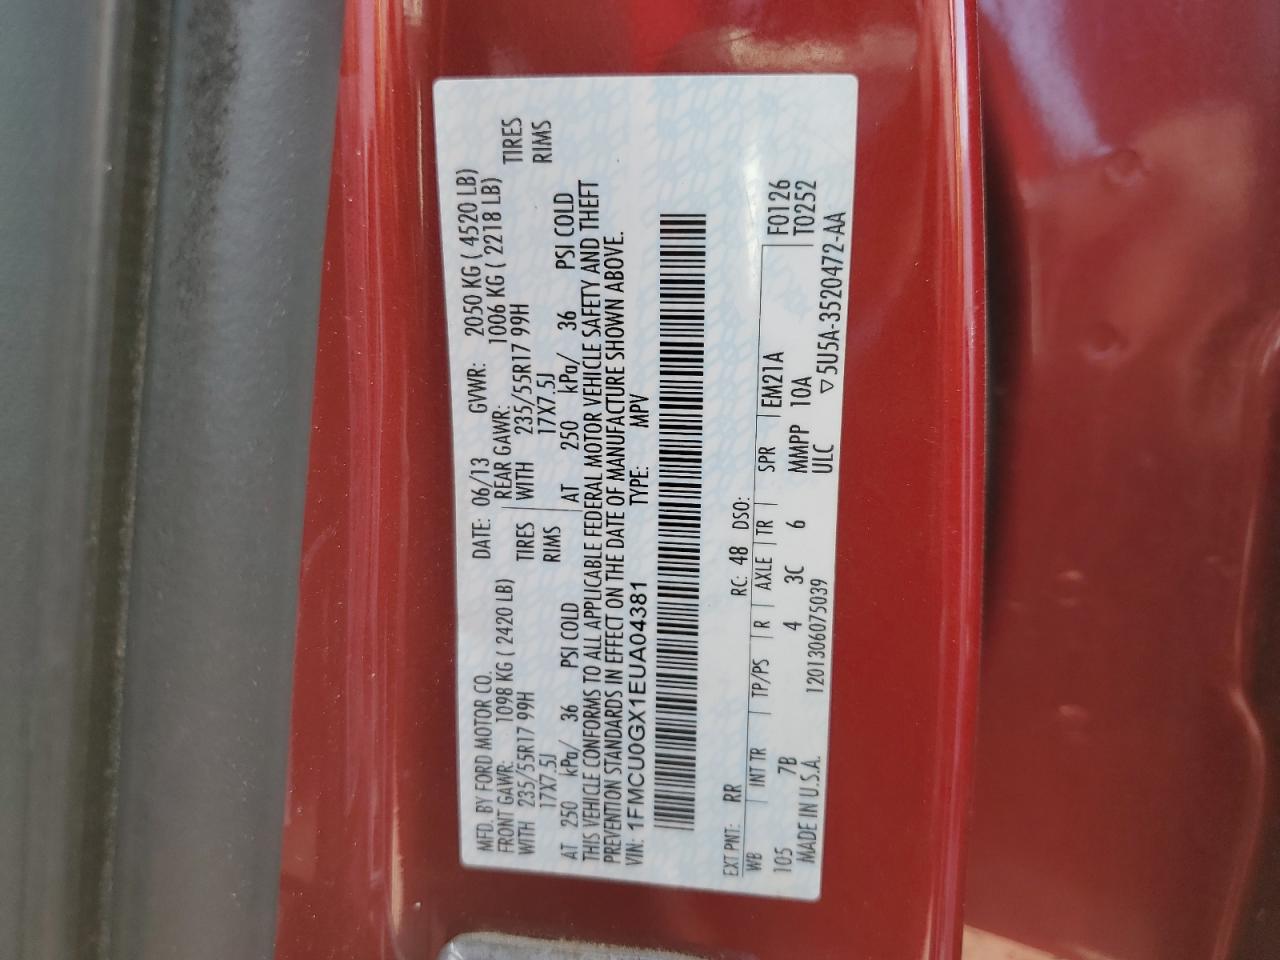 MFD. BY FORD MOTOR CO. DATE: 06/13 GVWR: 2050 KG ( 4520 LB)
FRONT GAWR: 1098 KG ( 2420 LB) REAR GAWR: 1006 KG ( 2218 LB)
WITH 235/55R17 99H TIRES WITH 235/55R17 99H TIRES
17X7.5J RIMS 17X7.5J RIMS
AT 250 kPa/ 36 PSI COLD AT 250 kPa/ 36 PSI COLD
THIS VEHICLE CONFORMS TO ALL APPLICABLE FEDERAL MOTOR VEHICLE SAFETY AND THEFT
PREVENTION STANDARDS IN EFFECT ON THE DATE OF MANUFACTURE SHOWN ABOVE.
VIN: 1FMCU0GX1EUA04381 TYPE: MPV
EXT PNT: RR RC: 48 DSO:
WB INT TR TP/PS R AXLE TR SPR EM21A F0126
105 7B 4 3C 6 MMPP 10A T0252
MADE IN U.S.A. 1201306075039 ULC ▽5U5A-3520472-AA